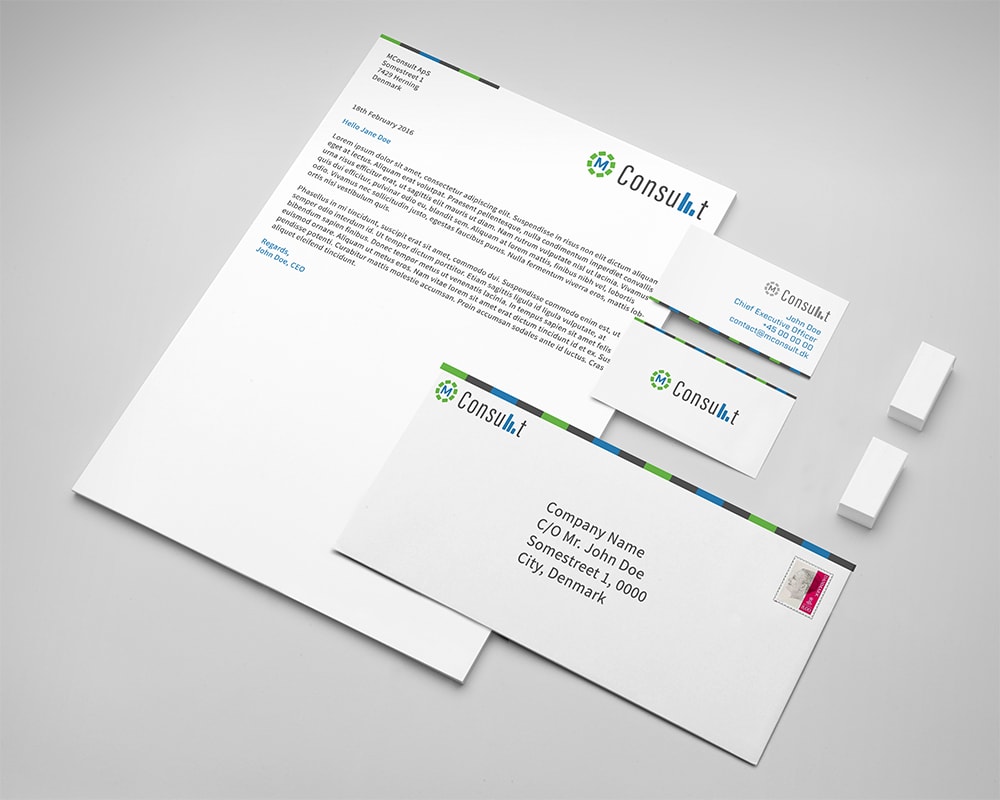 MConsult ApS
Somestreet 1
7429 Herning
Denmark
M Consult
18th February 2016
Hello Jane Doe
Lorem ipsum dolor sit amet, consectetur adipiscing elit. Suspendisse in risus non elit dictum aliquan
eget at lectus. Aliquam erat volutpat. Praesent pellentesque, nulla condimentum imperdiet convallis
urna risus efficitur erat, ut sagittis elit mauris ut diam. Nam rutrum vulputate nisl ut lacinia. Vivamus
quis dui efficitur, pulvinar odio eu, blandit sem. Aliquam at lorem mattis, finibus nibh vel, lobortis
odio. Vivamus nec sollicitudin justo, egestas faucibus purus. Nulla fermentum viverra eros, mattis lob-
ortis nisl vestibulum quis.
Phasellus in mi tincidunt, suscipit erat sit amet, commodo dui. Suspendisse commodo enim est, ut
semper odio interdum id. Ut tempor dictum porttitor. Etiam sagittis ligula id ligula vulputate, at
bibendum sapien finibus. Donec tempor metus ut venenatis lacinia. In tempus sapien sit amet felis
euismod ornare. Aliquam ut metus eros. Nam vitae lorem sit amet erat dictum tincidunt id et ex. Sus
pendisse potenti. Curabitur mattis molestie accumsan. Proin accumsan sodales ante id luctus. Cras
aliquet eleifend tincidunt.
Regards,
John Doe, CEO
M Consult
John Doe
Chief Executive Officer
+45 00 00 00
contact@mconsult.dk
M Consult
M Consult
Company Name
C/O Mr. John Doe
Somestreet 1, 0000
City, Denmark